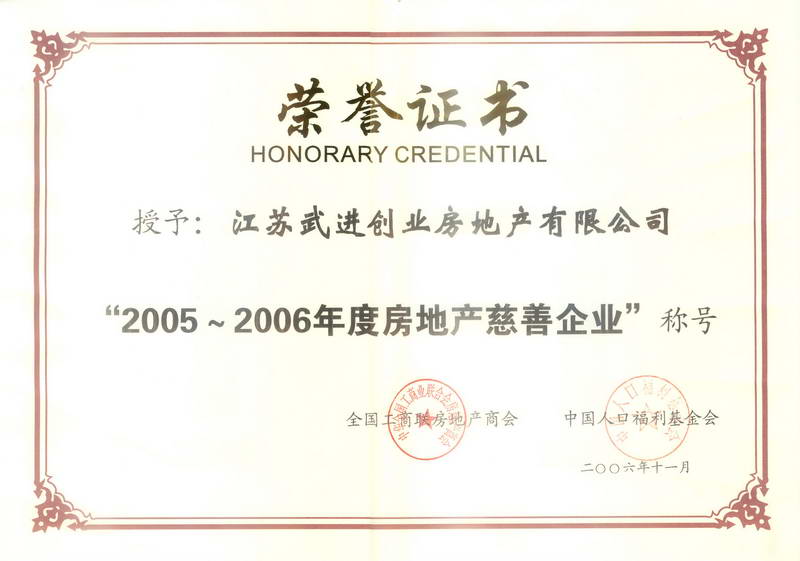 荣誉证书
HONORARY CREDENTIAL
授予：江苏武进创业房地产有限公司
“2005～2006年度房地产慈善企业”称号
全国工商联房地产商会 中国人口福利基金会
二〇〇六年十一月